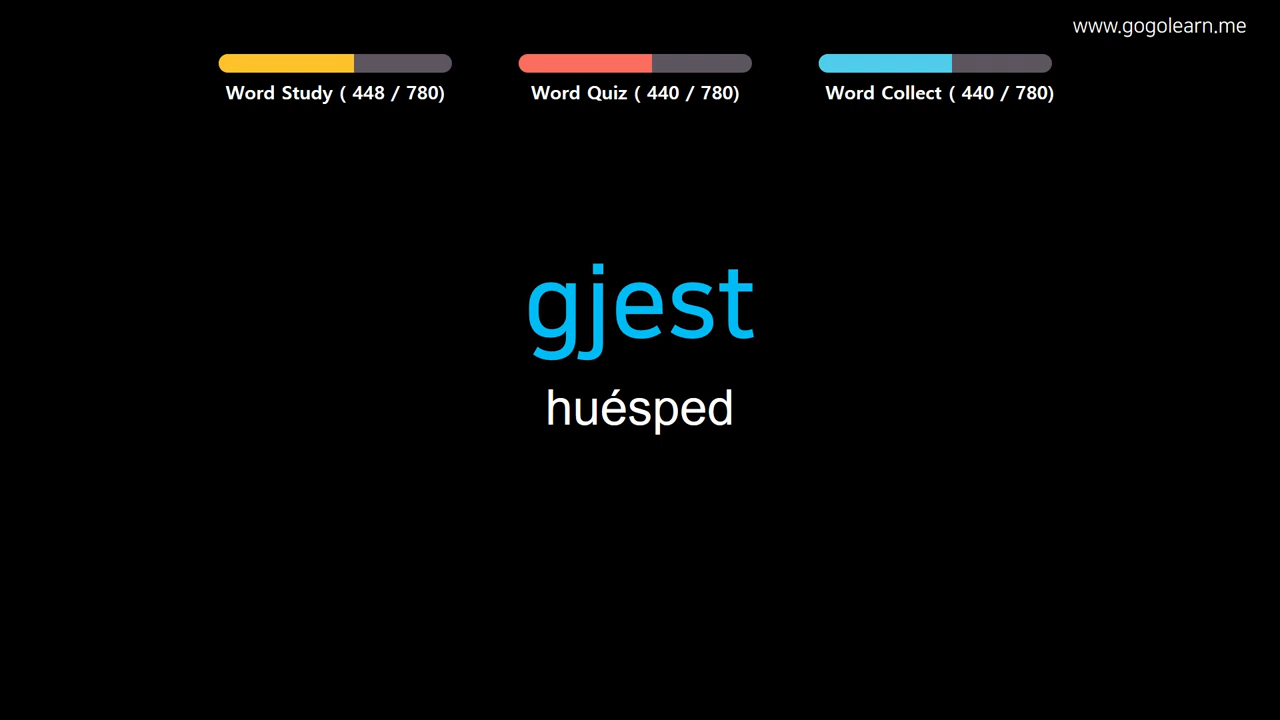 www.gogolearn.me
Word Study ( 448 / 780)
Word Quiz ( 440 / 780)
Word Collect ( 440 / 780)
gjest
huésped